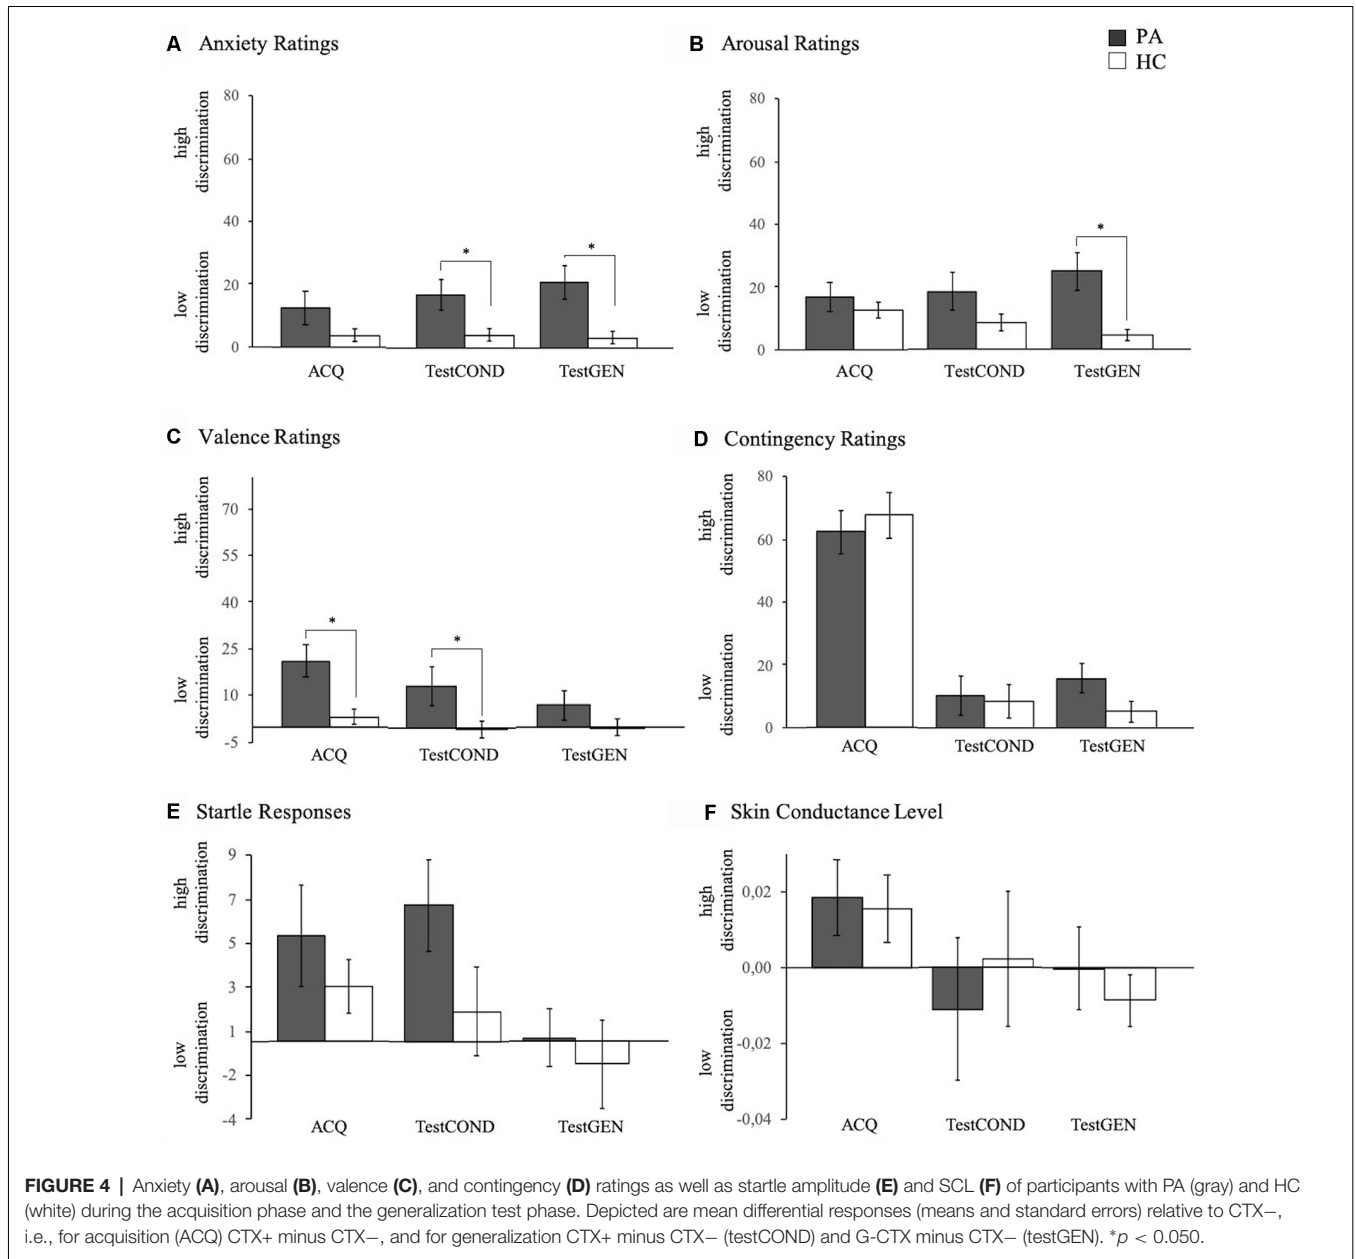 A Anxiety Ratings
B Arousal Ratings
PA
HC
high
discrimination
low
discrimination
80
60
40
20
0
*
*
ACQ
TestCOND
TestGEN
high
discrimination
low
discrimination
80
60
40
20
0
*
ACQ
TestCOND
TestGEN
C Valence Ratings
high
discrimination
low
discrimination
70
55
40
25
10
-5
*
*
ACQ
TestCOND
TestGEN
D Contingency Ratings
high
discrimination
low
discrimination
80
60
40
20
0
ACQ
TestCOND
TestGEN
E Startle Responses
high
discrimination
low
discrimination
9
7
5
3
1
-2
-4
ACQ
TestCOND
TestGEN
F Skin Conductance Level
high
discrimination
low
discrimination
0,02
0,00
-0,02
-0,04
ACQ
TestCOND
TestGEN
FIGURE 4 | Anxiety (A), arousal (B), valence (C), and contingency (D) ratings as well as startle amplitude (E) and SCL (F) of participants with PA (gray) and HC
(white) during the acquisition phase and the generalization test phase. Depicted are mean differential responses (means and standard errors) relative to CTX−,
i.e., for acquisition (ACQ) CTX+ minus CTX−, and for generalization CTX+ minus CTX− (testCOND) and G-CTX minus CTX− (testGEN). *p < 0.050.